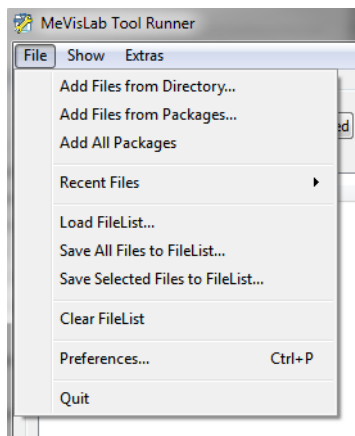 MeVisLab Tool Runner
File Show Extras
Add Files from Directory...
Add Files from Packages...
Add All Packages
Recent Files
Load FileList...
Save All Files to FileList...
Save Selected Files to FileList...
Clear FileList
Preferences... Ctrl+P
Quit